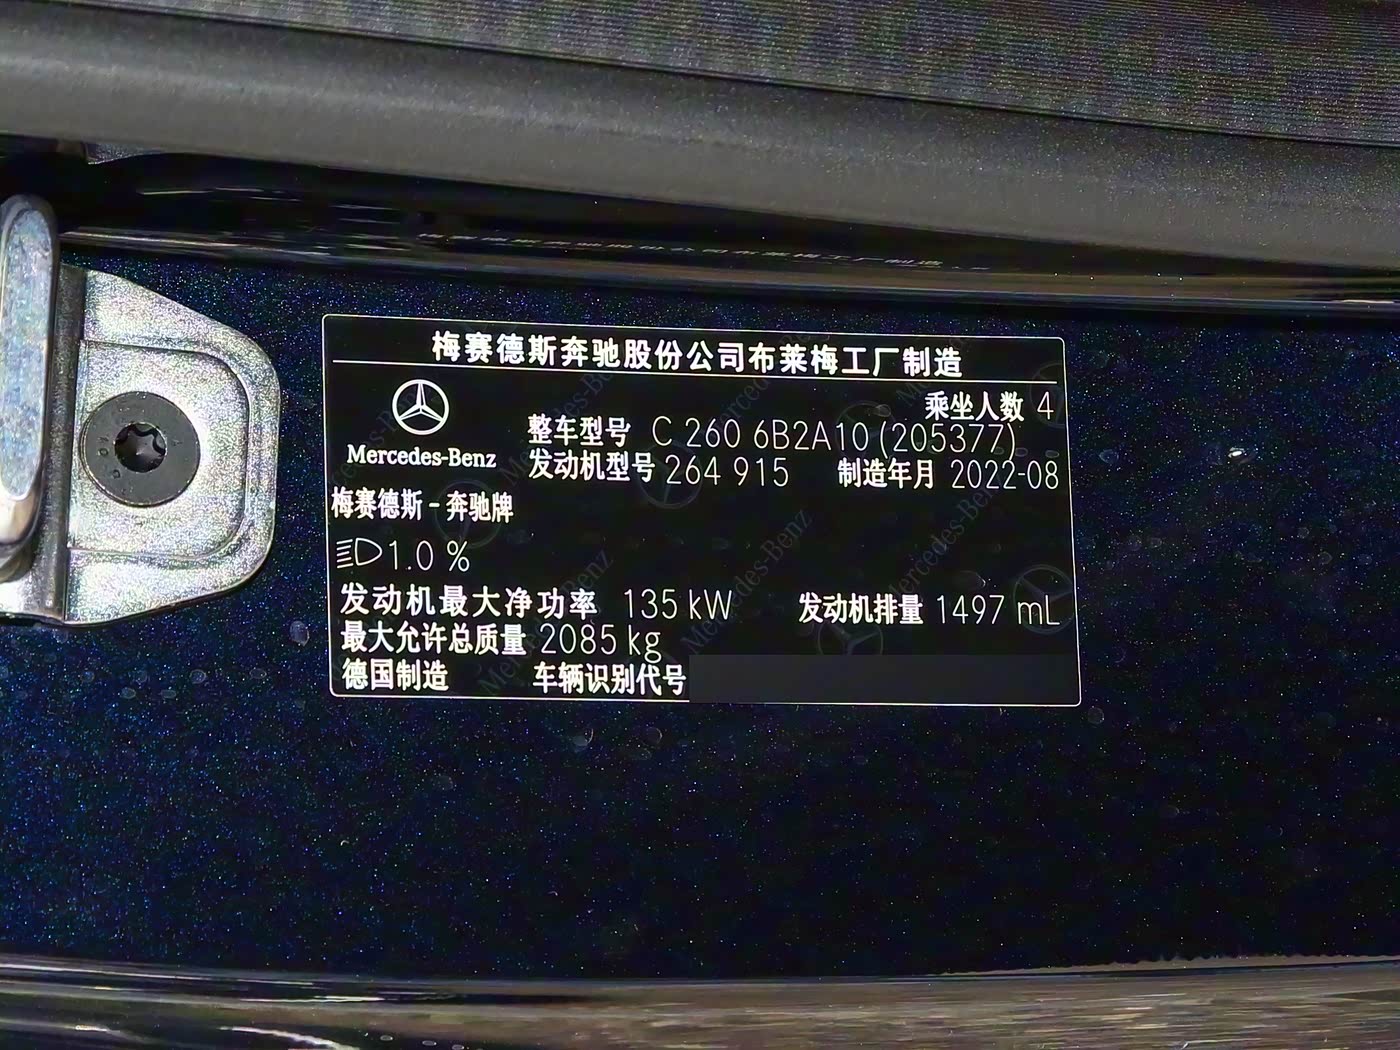 梅赛德斯奔驰股份公司布莱梅工厂制造
乘坐人数 4
Mercedes-Benz
整车型号 C 260 6B2A10 (205377)
发动机型号 264 915 制造年月 2022-08
梅赛德斯-奔驰牌
1.0 %
发动机最大净功率 135 kW 发动机排量 1497 mL
最大允许总质量 2085 kg
德国制造 车辆识别代号